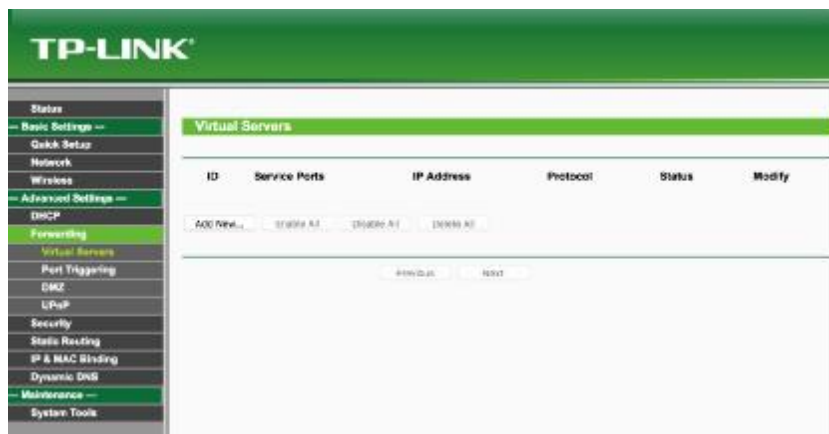 TP-LINK
Status
— Basic Settings —
Quick Setup
Network
Wireless
— Advanced Settings —
DHCP
Forwarding
Virtual Servers
Port Triggering
DMZ
UPnP
Security
Static Routing
IP & MAC Binding
Dynamic DNS
— Maintenance —
System Tools
Virtual Servers
ID Service Ports IP Address Protocol Status Modify
Add New... Enable All Disable All Delete All
Previous Next